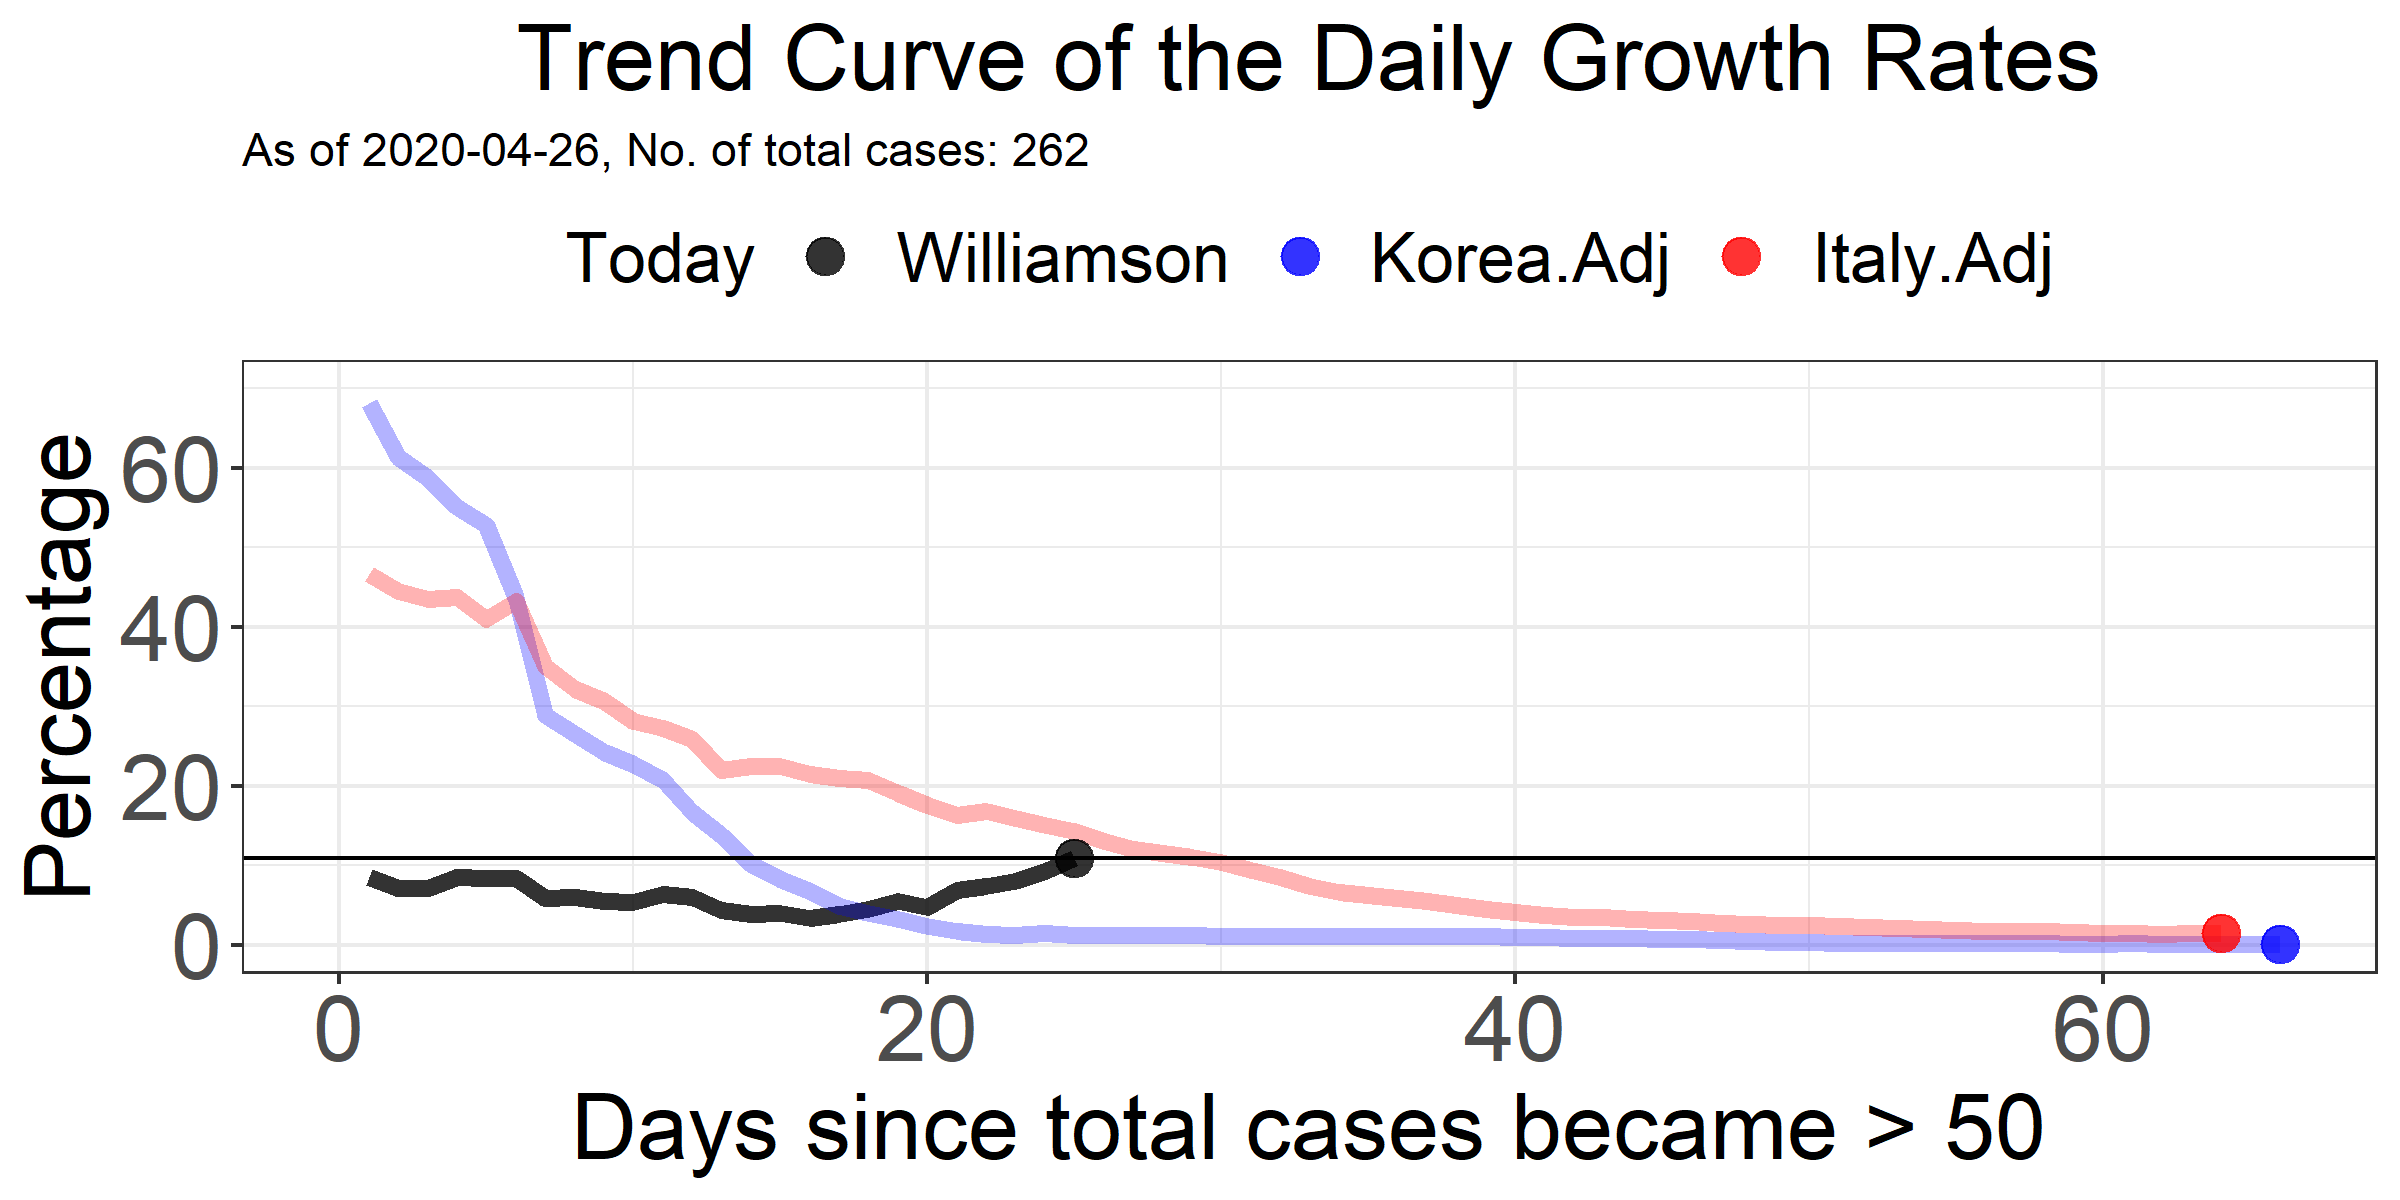 Trend Curve of the Daily Growth Rates
As of 2020-04-26, No. of total cases: 262
Today Williamson Korea.Adj Italy.Adj
Percentage
60
40
20
0
0 20 40 60
Days since total cases became > 50